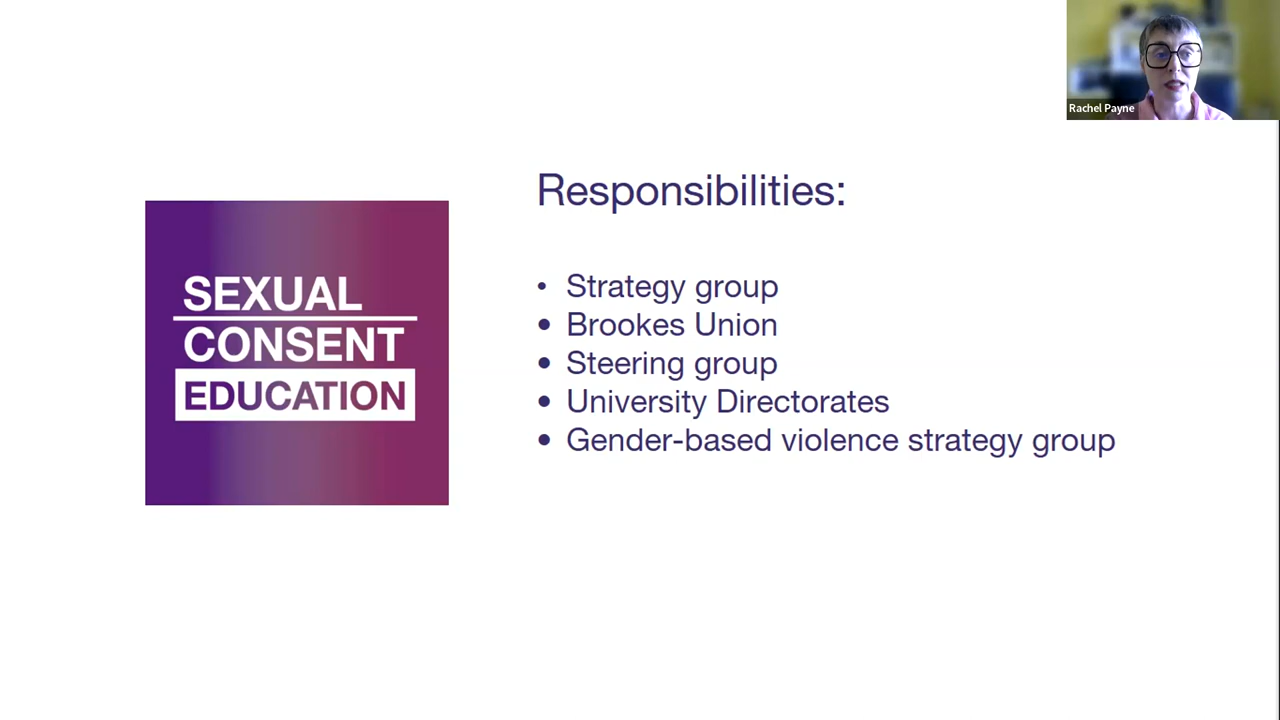 Rachel Payne
Responsibilities:
SEXUAL
CONSENT
EDUCATION
• Strategy group
• Brookes Union
• Steering group
• University Directorates
• Gender-based violence strategy group